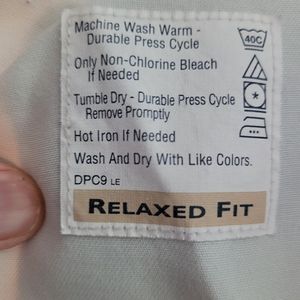 Machine Wash Warm -
Durable Press Cycle
40C
Only Non-Chlorine Bleach
If Needed
Tumble Dry - Durable Press Cycle
Remove Promptly
Hot Iron If Needed
Wash And Dry With Like Colors.
DPC9 LE
RELAXED FIT